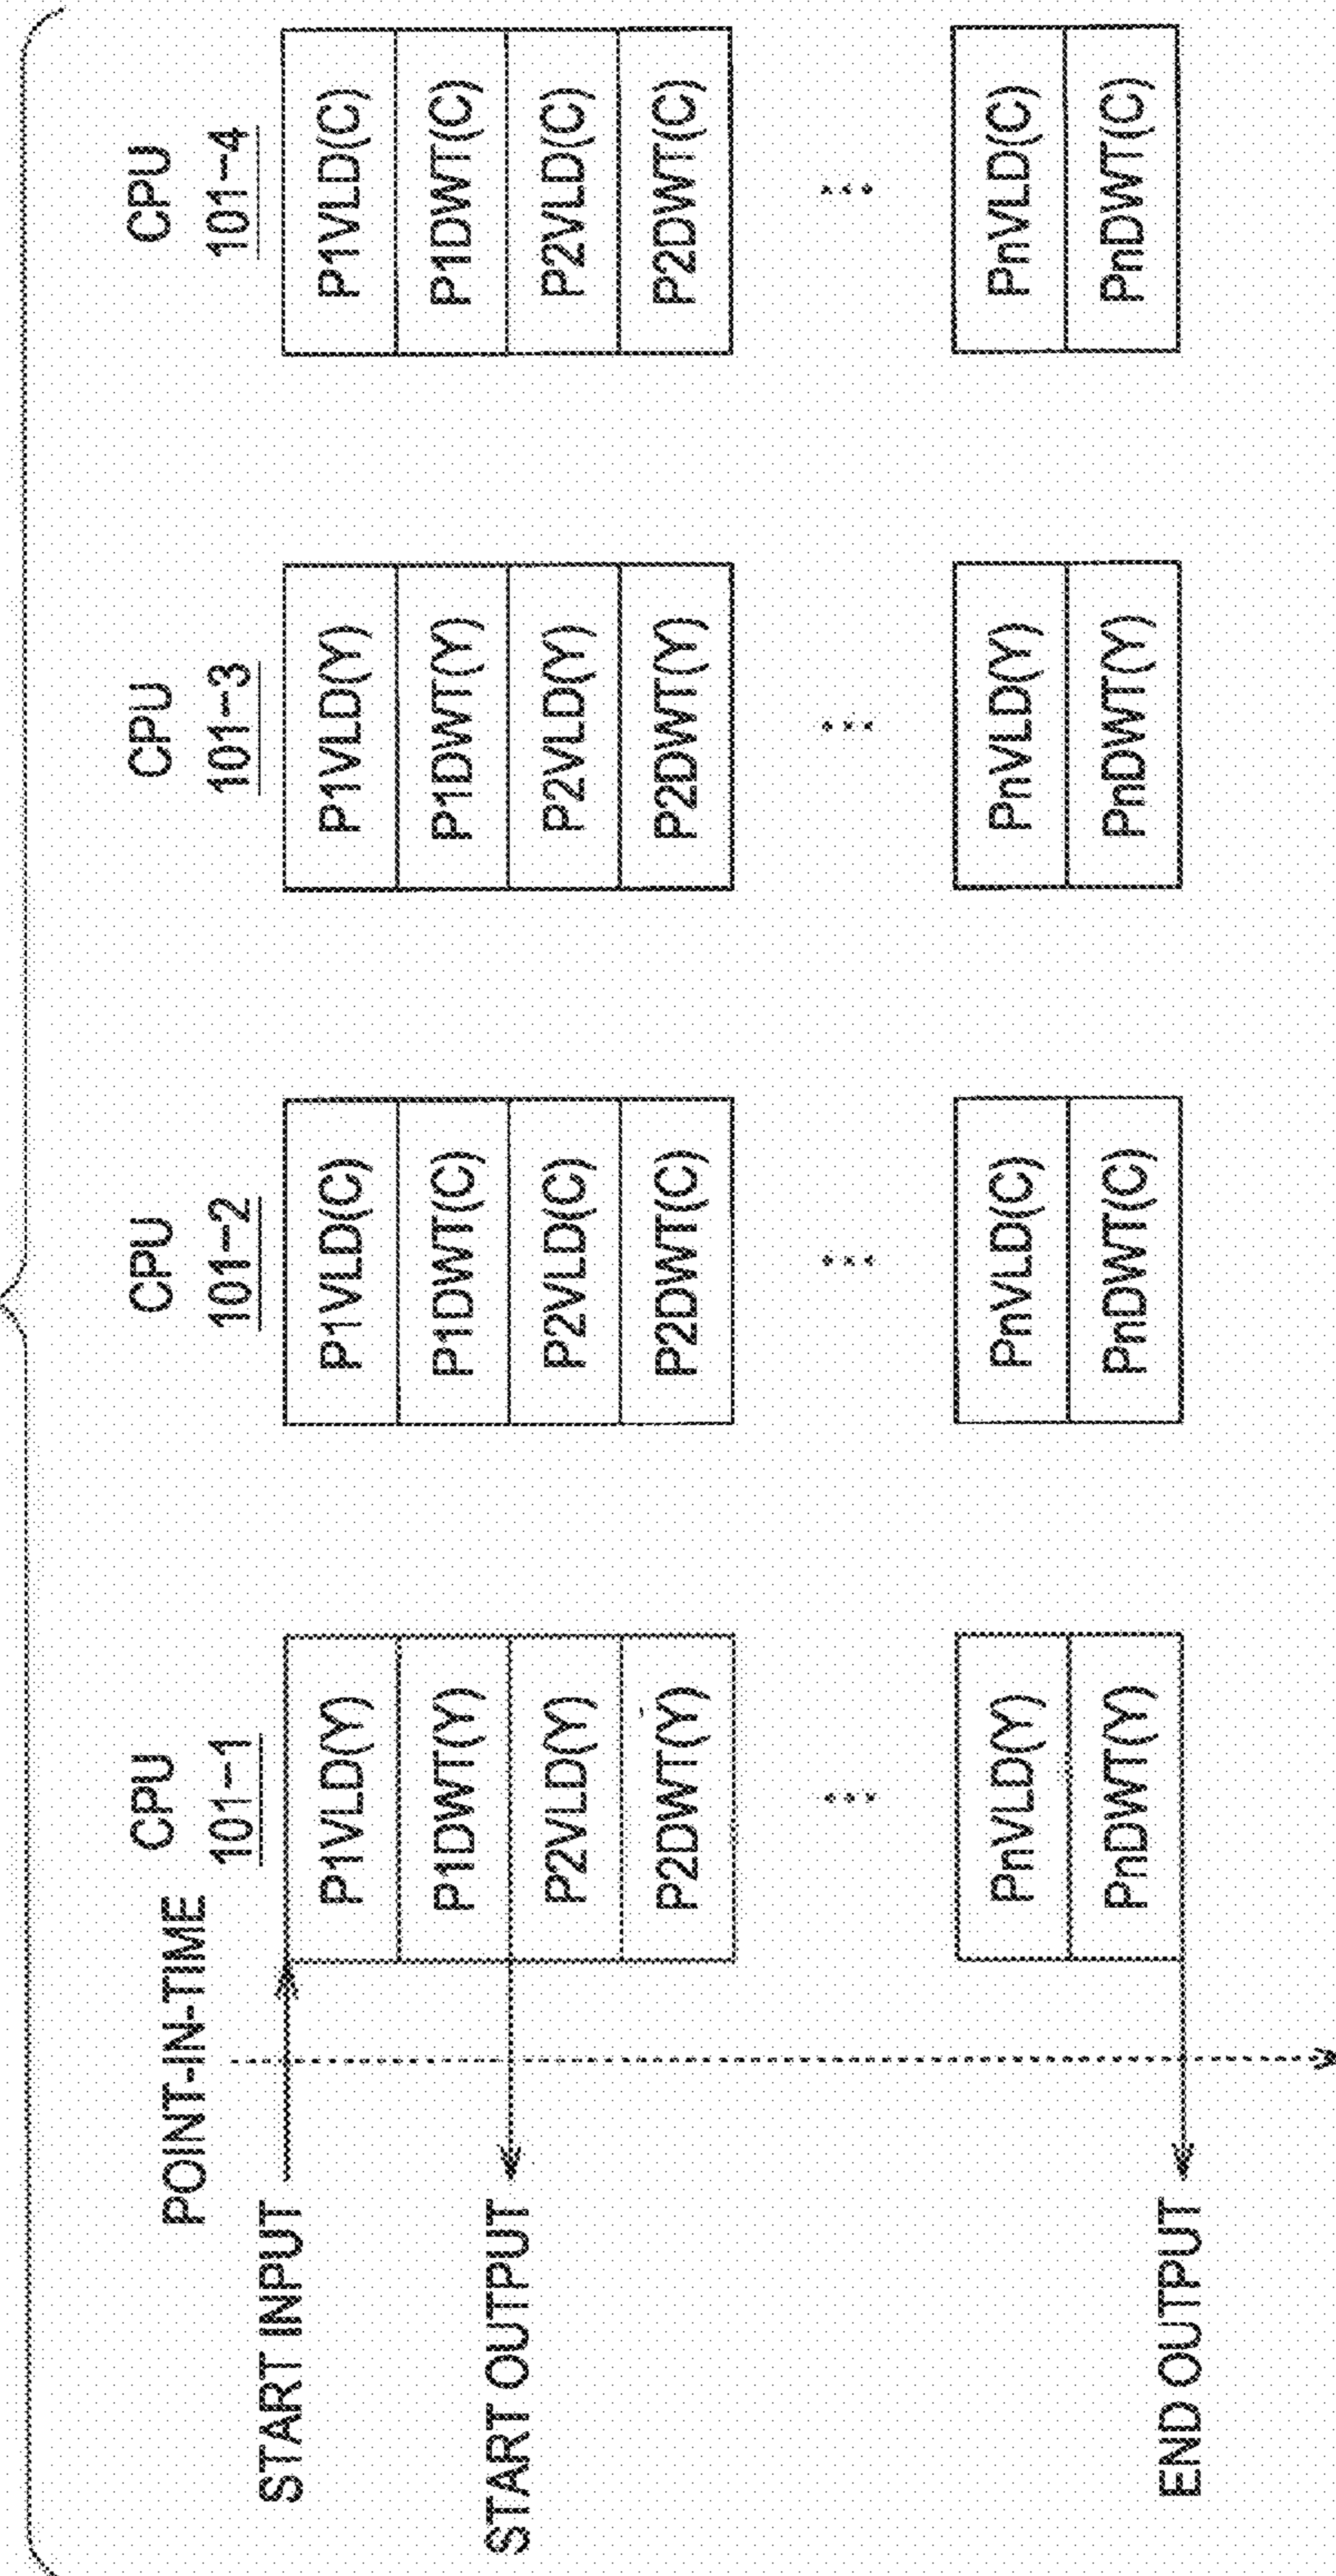 POINT-IN-TIME
CPU
101-1
CPU
101-2
CPU
101-3
CPU
101-4
START INPUT
P1VLD(Y)
P1VLD(C)
P1VLD(Y)
P1VLD(C)
P1DWT(Y)
P1DWT(C)
P1DWT(Y)
P1DWT(C)
START OUTPUT
P2VLD(Y)
P2VLD(C)
P2VLD(Y)
P2VLD(C)
P2DWT(Y)
P2DWT(C)
P2DWT(Y)
P2DWT(C)
...
...
...
...
PnVLD(Y)
PnVLD(C)
PnVLD(Y)
PnVLD(C)
PnDWT(Y)
PnDWT(C)
PnDWT(Y)
PnDWT(C)
END OUTPUT